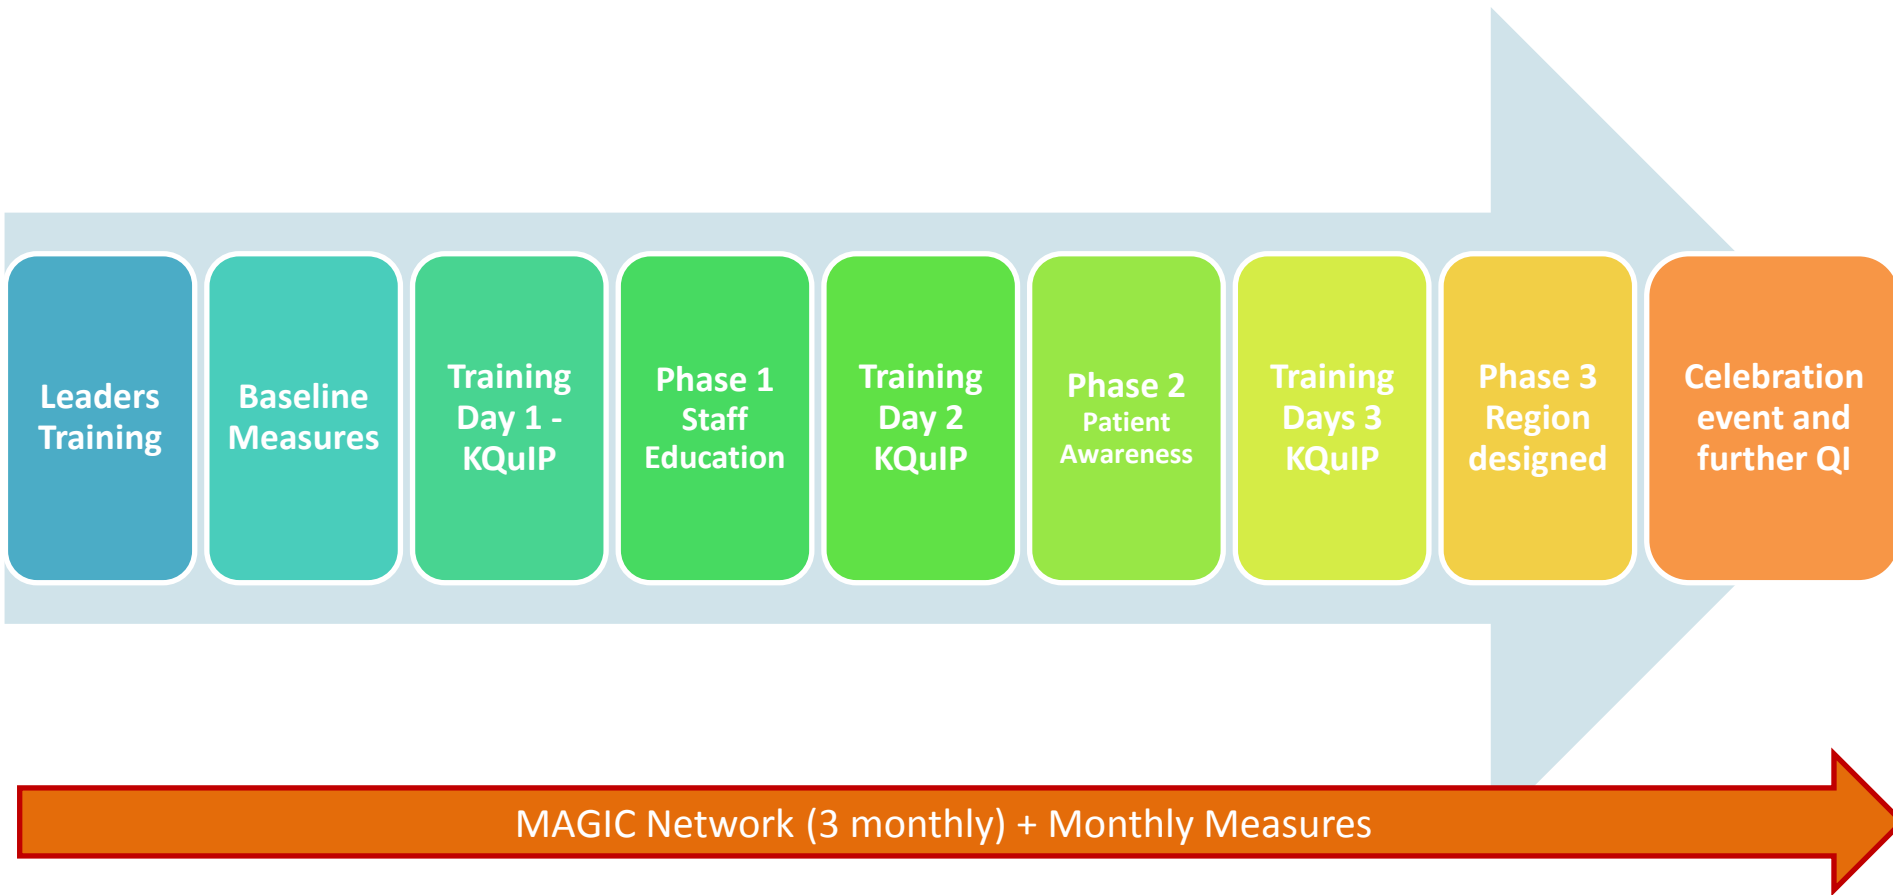 Leaders
Training
Baseline
Measures
Training
Day 1 -
KQuIP
Phase 1
Staff
Education
Training
Day 2
KQuIP
Phase 2
Patient
Awareness
Training
Days 3
KQuIP
Phase 3
Region
designed
Celebration
event and
further QI
MAGIC Network (3 monthly) + Monthly Measures